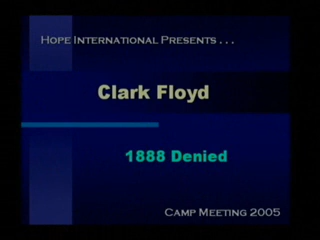 Hope International Presents . . .
Clark Floyd
1888 Denied
Camp Meeting 2005